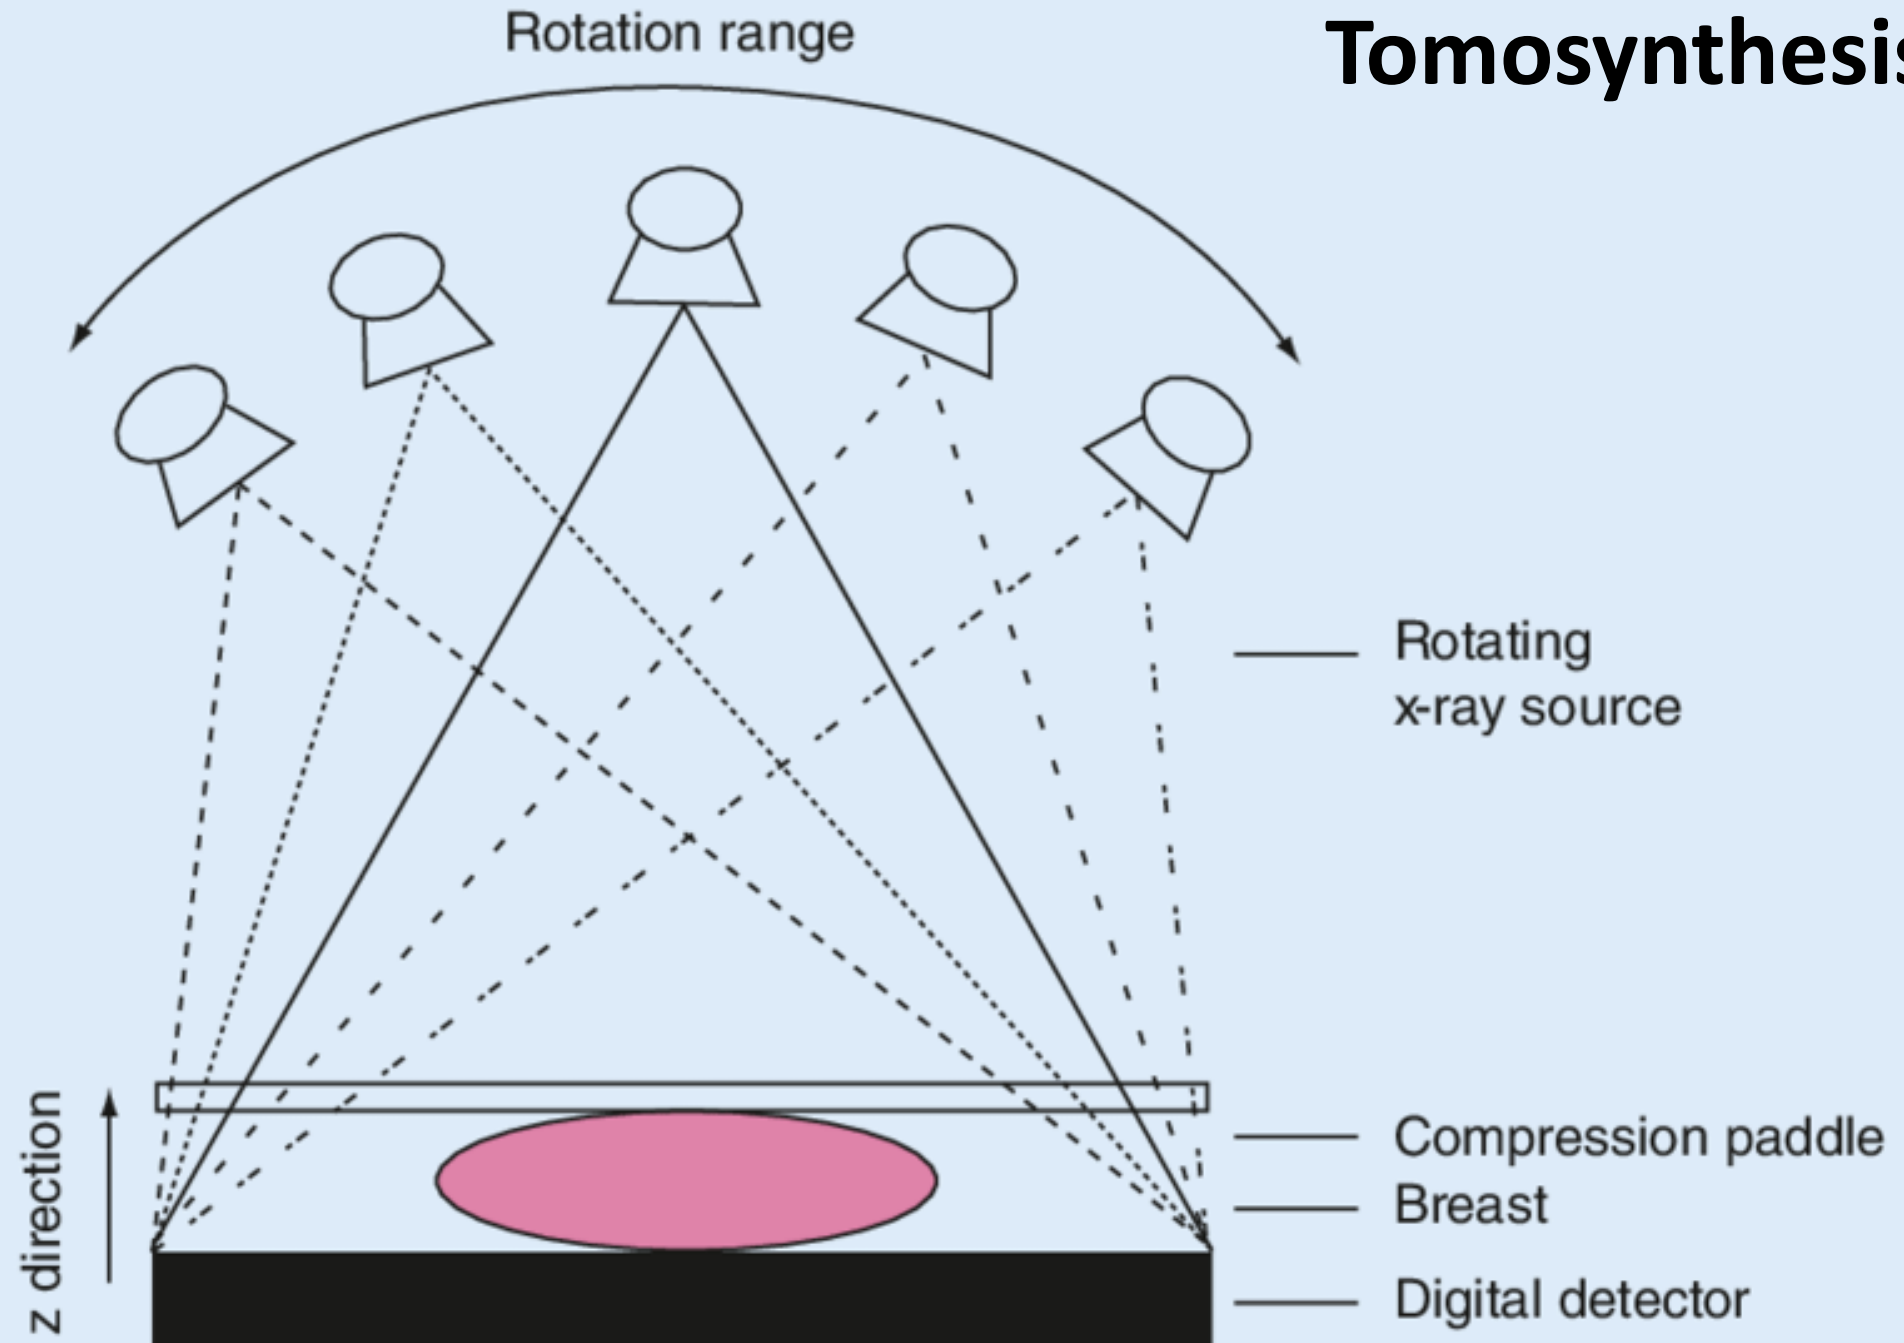 Rotation range
Tomosynthesis
Rotating
x-ray source
Compression paddle
Breast
Digital detector
z direction